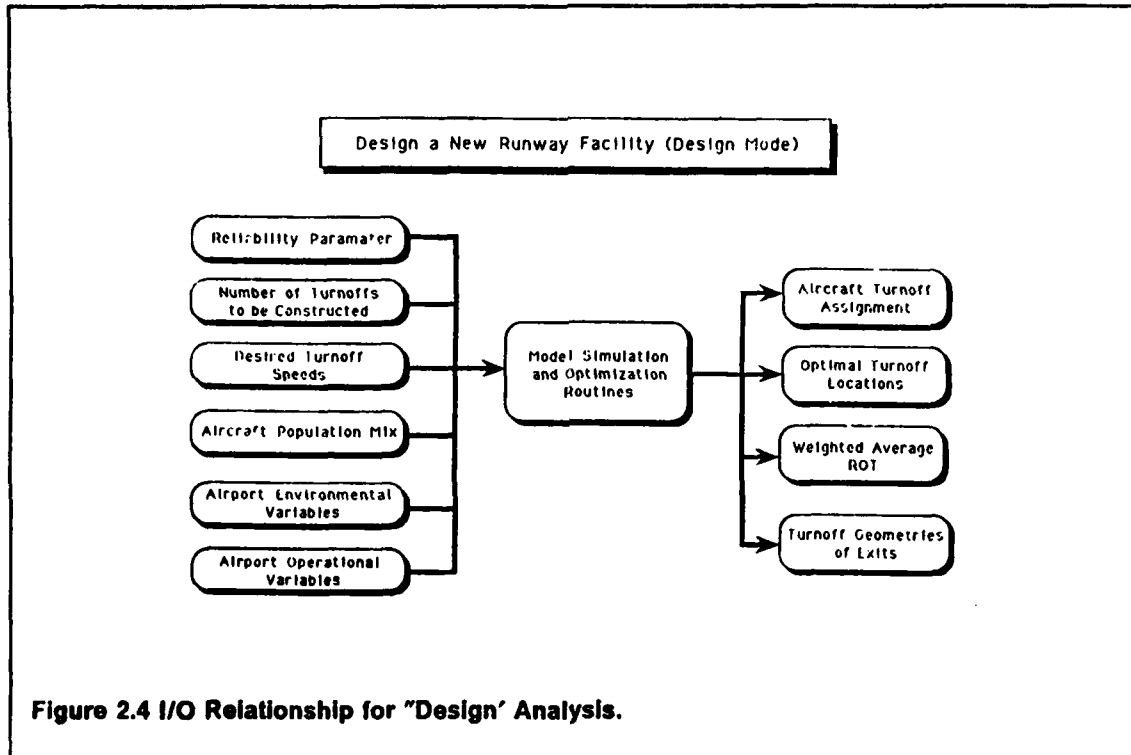 Design a New Runway Facility (Design Mode)
Reliability Paramater
Number of Turnoffs
to be Constructed
Desired Turnoff
Speeds
Aircraft Population Mix
Airport Environmental
Variables
Airport Operational
Variables
Model Simulation
and Optimization
Routines
Aircraft Turnoff
Assignment
Optimal Turnoff
Locations
Weighted Average
ROT
Turnoff Geometries
of Exits
Figure 2.4 I/O Relationship for "Design' Analysis.